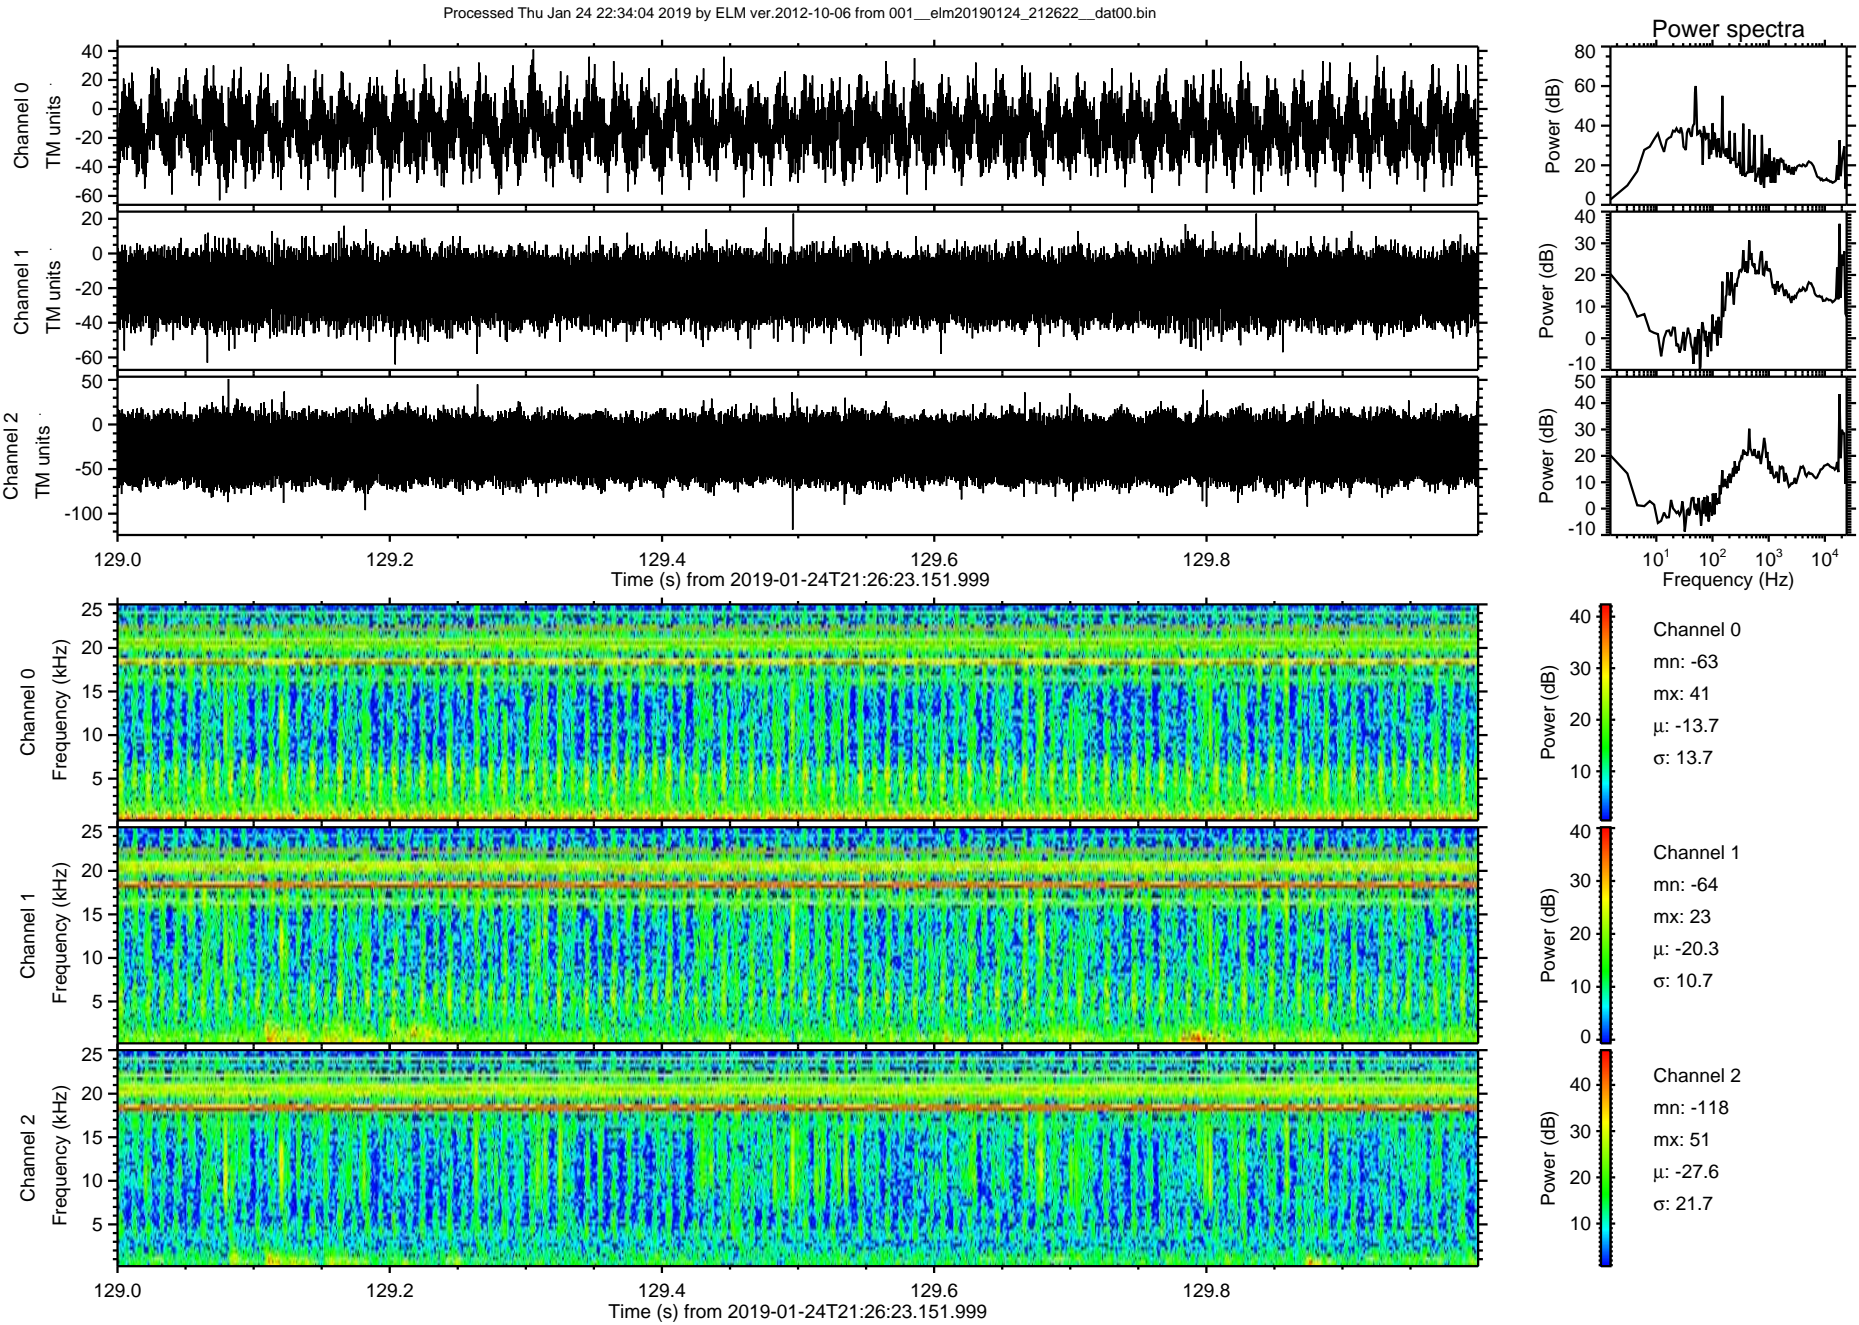 Processed Thu Jan 24 22:34:04 2019 by ELM ver.2012-10-06 from 001__elm20190124_212622__dat00.bin
Power spectra
Channel 0
TM units
40
20
0
-20
-40
-60
Power (dB)
80
60
40
20
0
Channel 1
TM units
20
0
-20
-40
-60
Power (dB)
40
30
20
10
0
-10
Channel 2
TM units
50
0
-50
-100
Power (dB)
50
40
30
20
10
0
-10
129.0 129.2 129.4 129.6 129.8
Time (s) from 2019-01-24T21:26:23.151.999
10¹ 10² 10³ 10⁴
Frequency (Hz)
Channel 0
Frequency (kHz)
25
20
15
10
5
Power (dB)
40
30
20
10
Channel 0
mn: -63
mx: 41
μ: -13.7
σ: 13.7
Channel 1
Frequency (kHz)
25
20
15
10
5
Power (dB)
40
30
20
10
0
Channel 1
mn: -64
mx: 23
μ: -20.3
σ: 10.7
Channel 2
Frequency (kHz)
25
20
15
10
5
Power (dB)
40
30
20
10
Channel 2
mn: -118
mx: 51
μ: -27.6
σ: 21.7
129.0 129.2 129.4 129.6 129.8
Time (s) from 2019-01-24T21:26:23.151.999